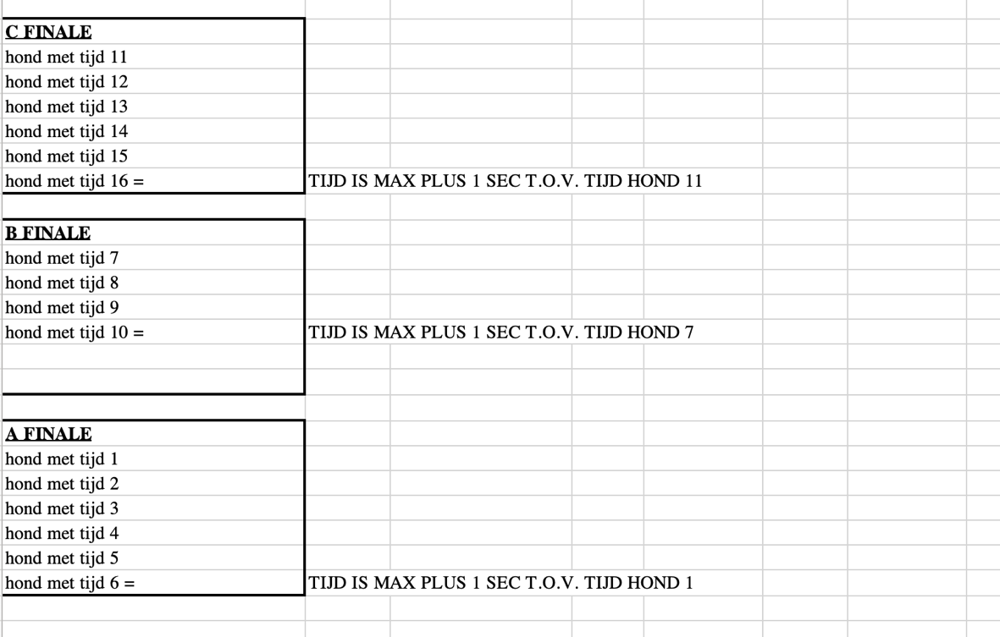 C FINALE
hond met tijd 11
hond met tijd 12
hond met tijd 13
hond met tijd 14
hond met tijd 15
hond met tijd 16 = TIJD IS MAX PLUS 1 SEC T.O.V. TIJD HOND 11
B FINALE
hond met tijd 7
hond met tijd 8
hond met tijd 9
hond met tijd 10 = TIJD IS MAX PLUS 1 SEC T.O.V. TIJD HOND 7
A FINALE
hond met tijd 1
hond met tijd 2
hond met tijd 3
hond met tijd 4
hond met tijd 5
hond met tijd 6 = TIJD IS MAX PLUS 1 SEC T.O.V. TIJD HOND 1